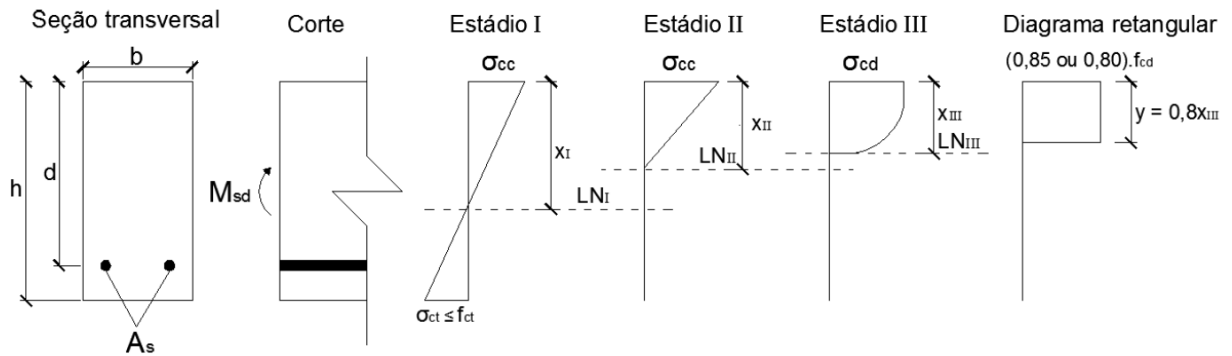 Seção transversal
Corte
Estádio I
Estádio II
Estádio III
Diagrama retangular
b
σcc
σcc
σcd
(0,85 ou 0,80).fcd
h
d
Msd
xI
xII
xIII
y = 0,8xIII
LNI
LNII
LNIII
σct ≤ fct
As